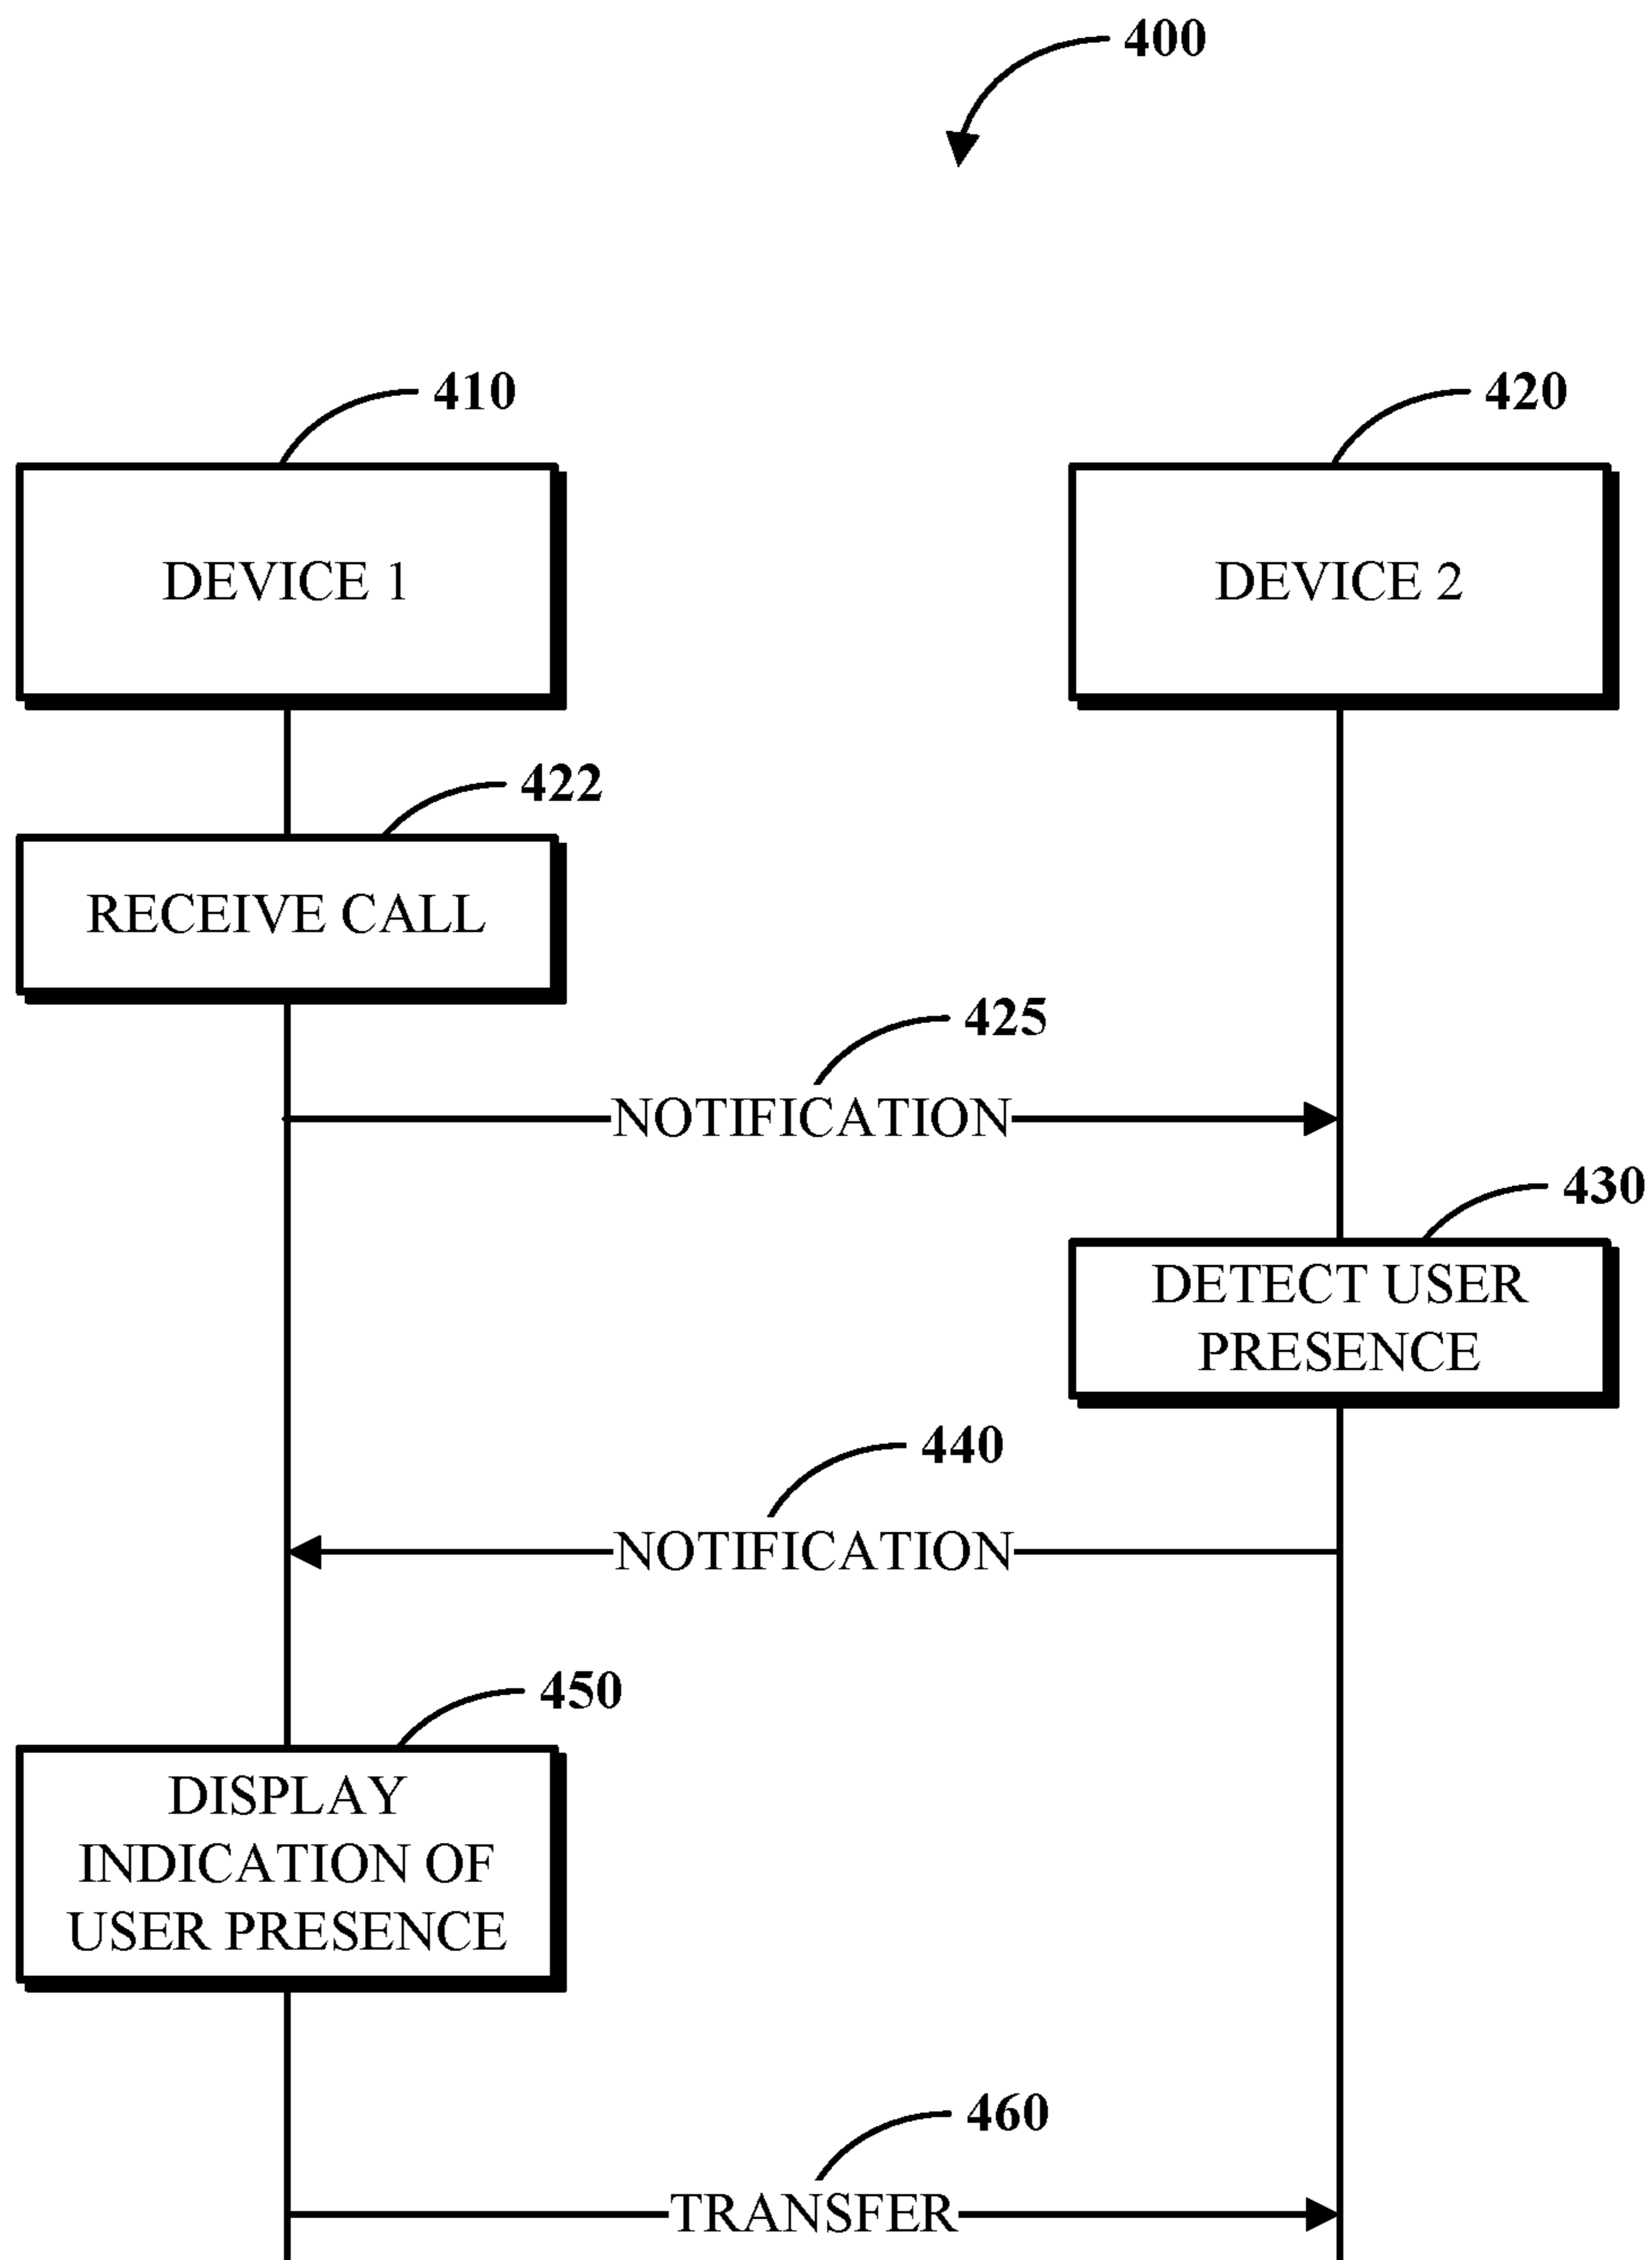 400
410
420
DEVICE 1
DEVICE 2
422
RECEIVE CALL
425
NOTIFICATION
430
DETECT USER
PRESENCE
440
NOTIFICATION
450
DISPLAY
INDICATION OF
USER PRESENCE
460
TRANSFER